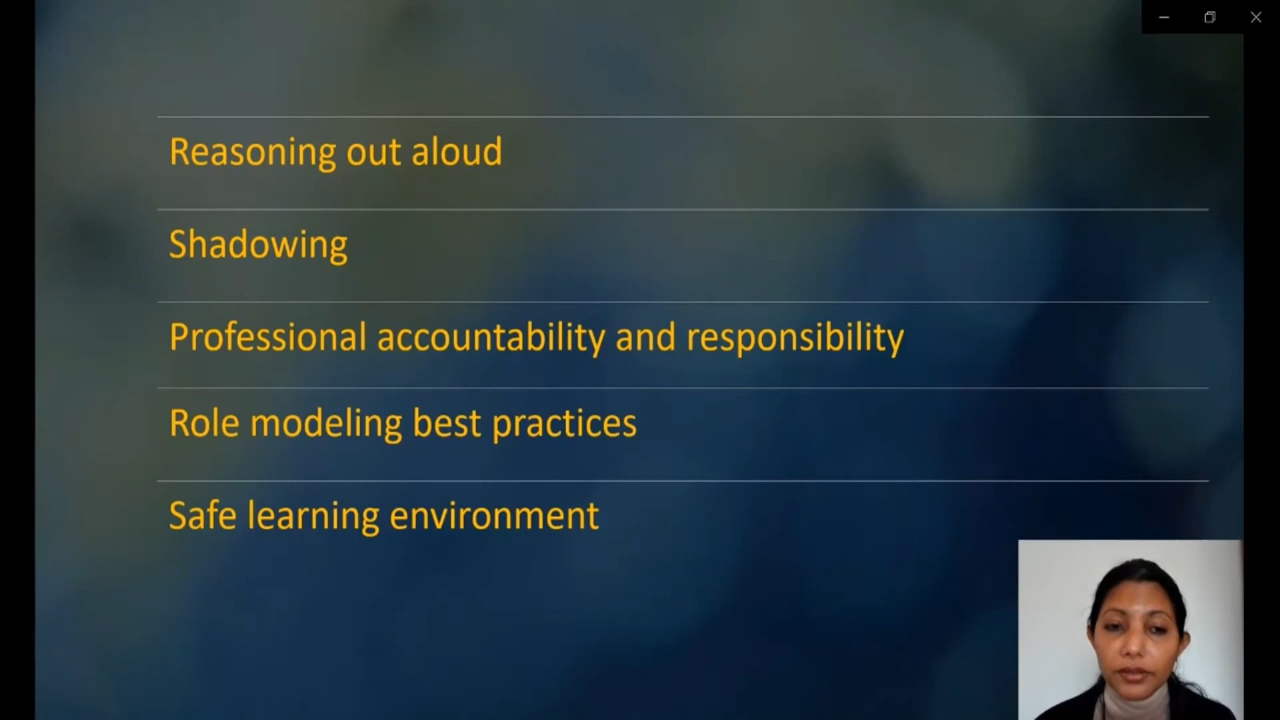 Reasoning out aloud
Shadowing
Professional accountability and responsibility
Role modeling best practices
Safe learning environment